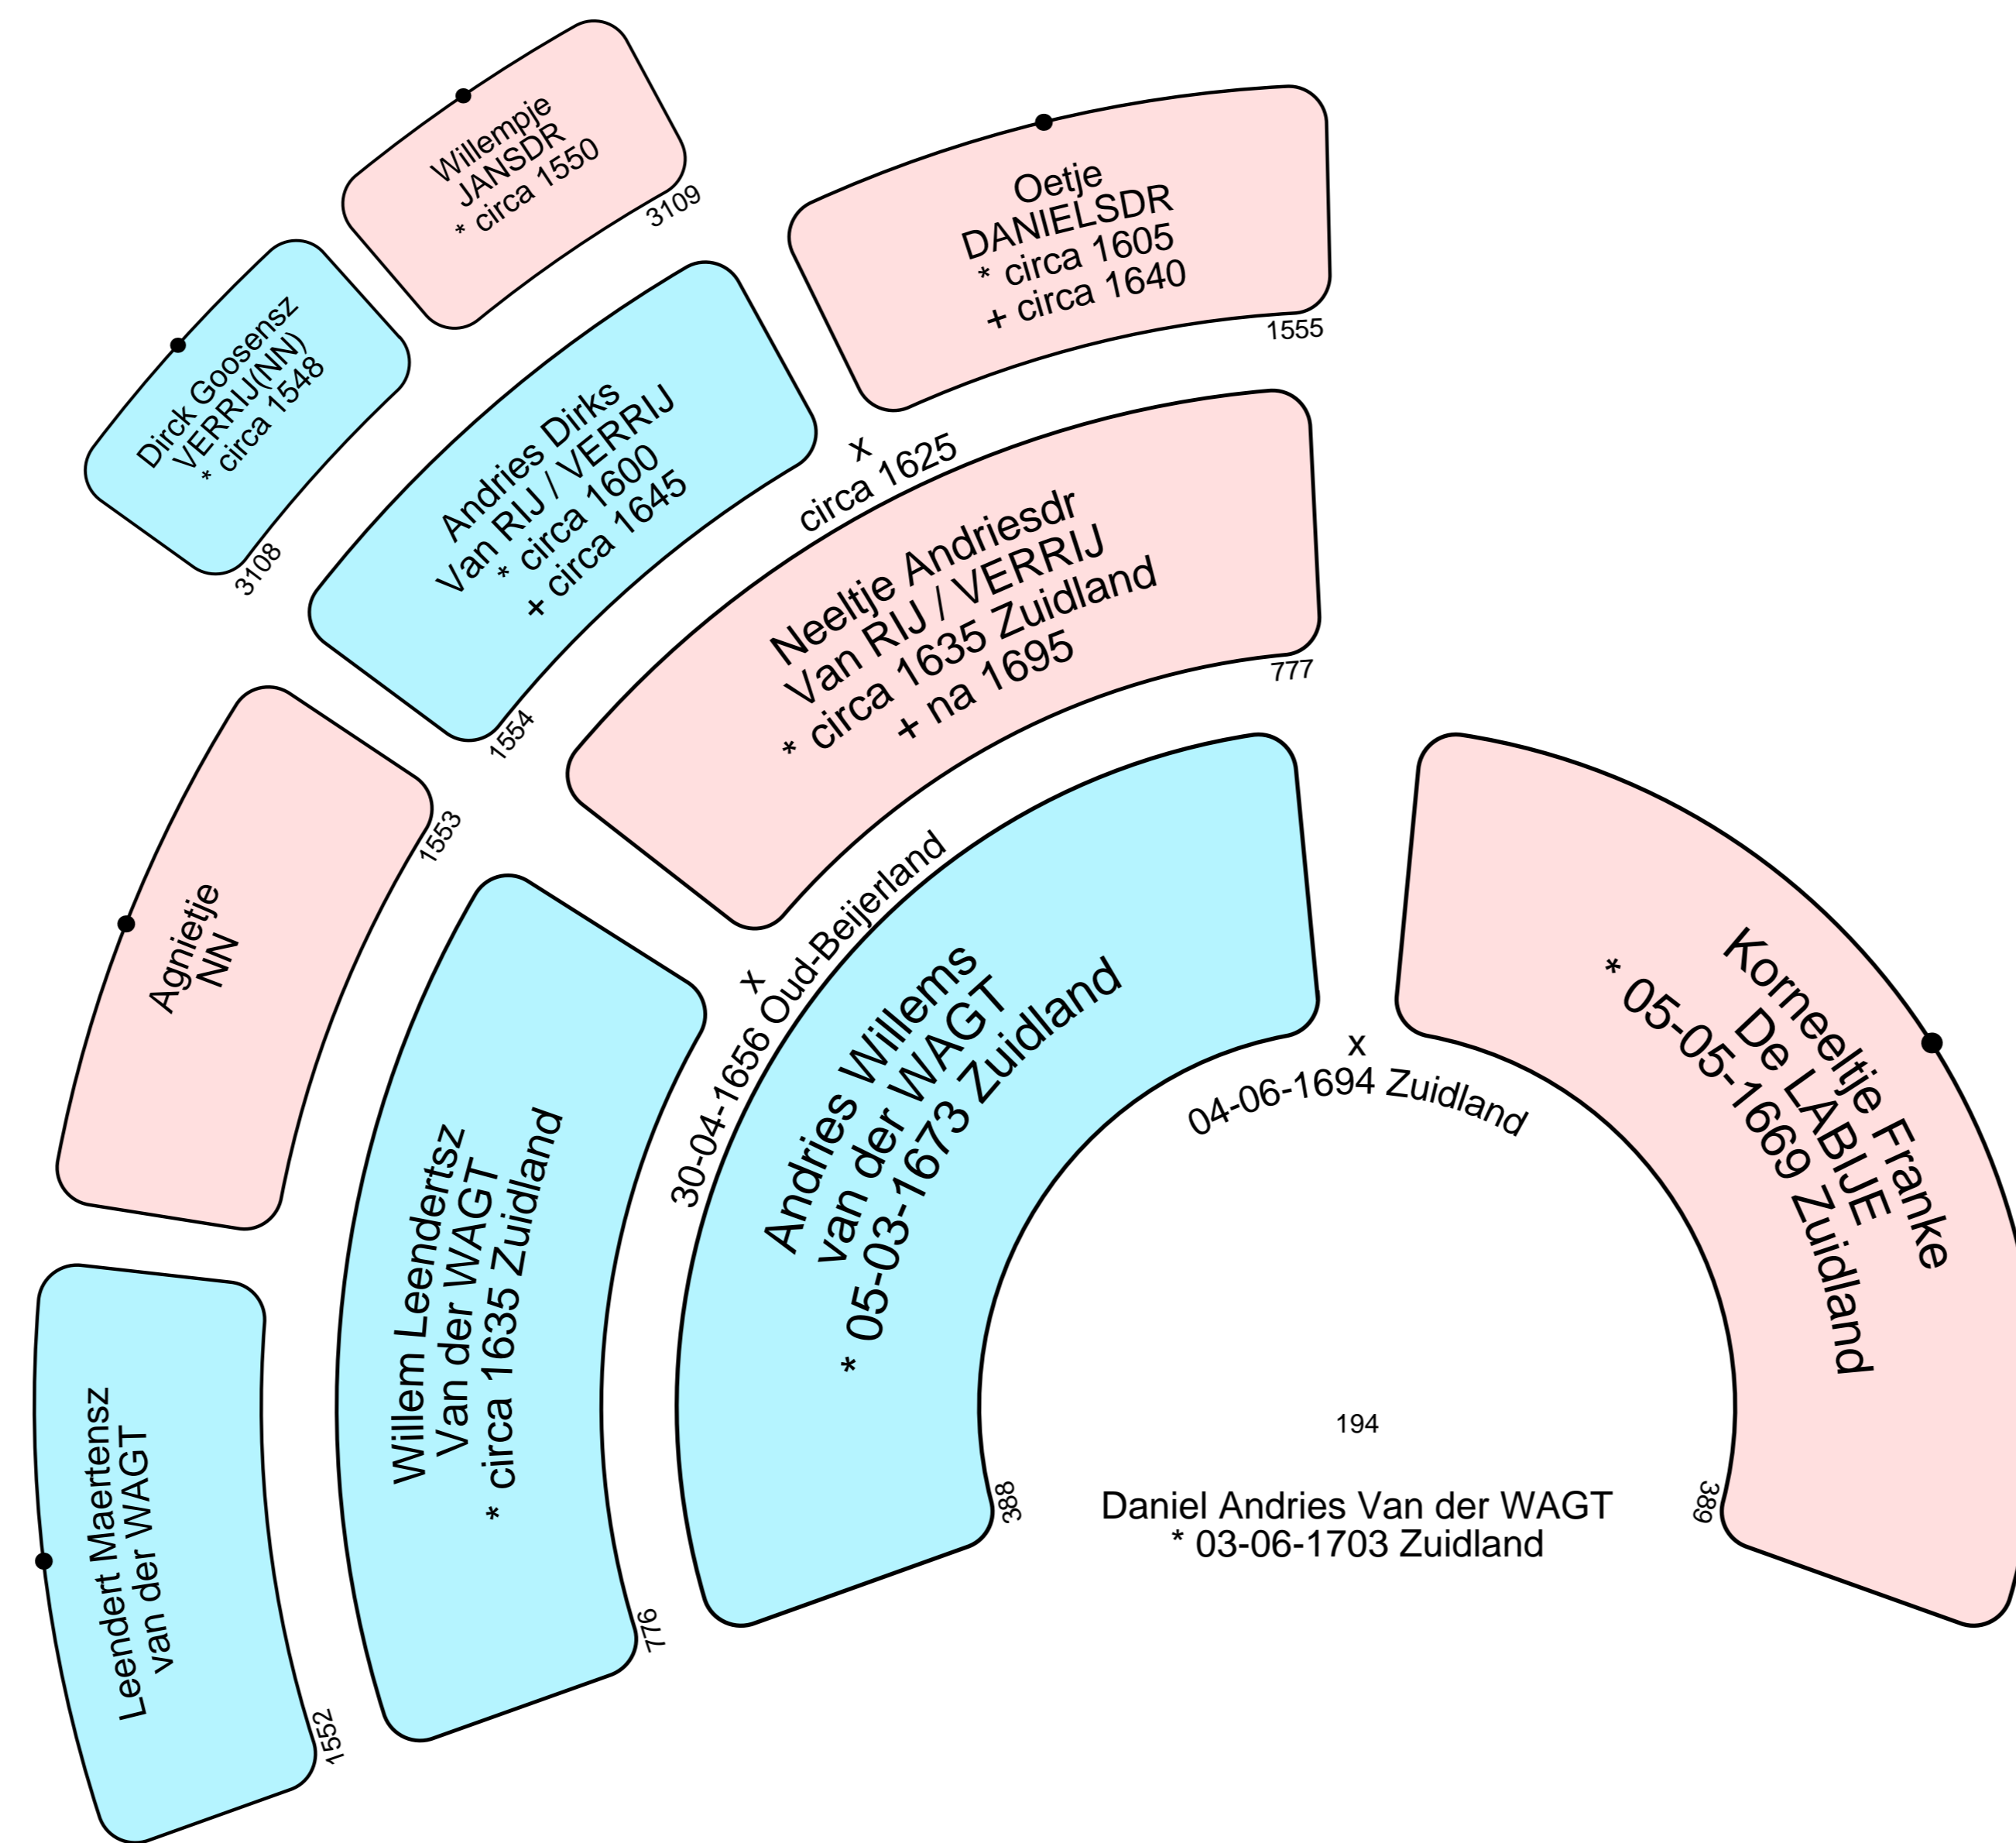 Willempje
JANSDR
* circa 1550
3109
Oetje
DANIELSDR
* circa 1605
+ circa 1640
1555
Dirck Goosensz
VERRIJ(NN)
* circa 1548
3108
Andries Dirks
Van RIJ / VERRIJ
* circa 1600
+ circa 1645
1554
x
circa 1625
Neeltje Andriesdr
Van RIJ / VERRIJ
* circa 1635 Zuidland
+ na 1695
777
Agnietje
NN
1553
x
30-04-1656 Oud-Beijerland
Andries Willems
van der WAGT
* 05-03-1673 Zuidland
388
Korneeltje Franke
De LABIJE
* 05-05-1669 Zuidland
389
x
04-06-1694 Zuidland
Willem Leendertsz
Van der WAGT
* circa 1635 Zuidland
776
Leendert Maertensz
van der WAGT
1552
194
Daniel Andries Van der WAGT
* 03-06-1703 Zuidland